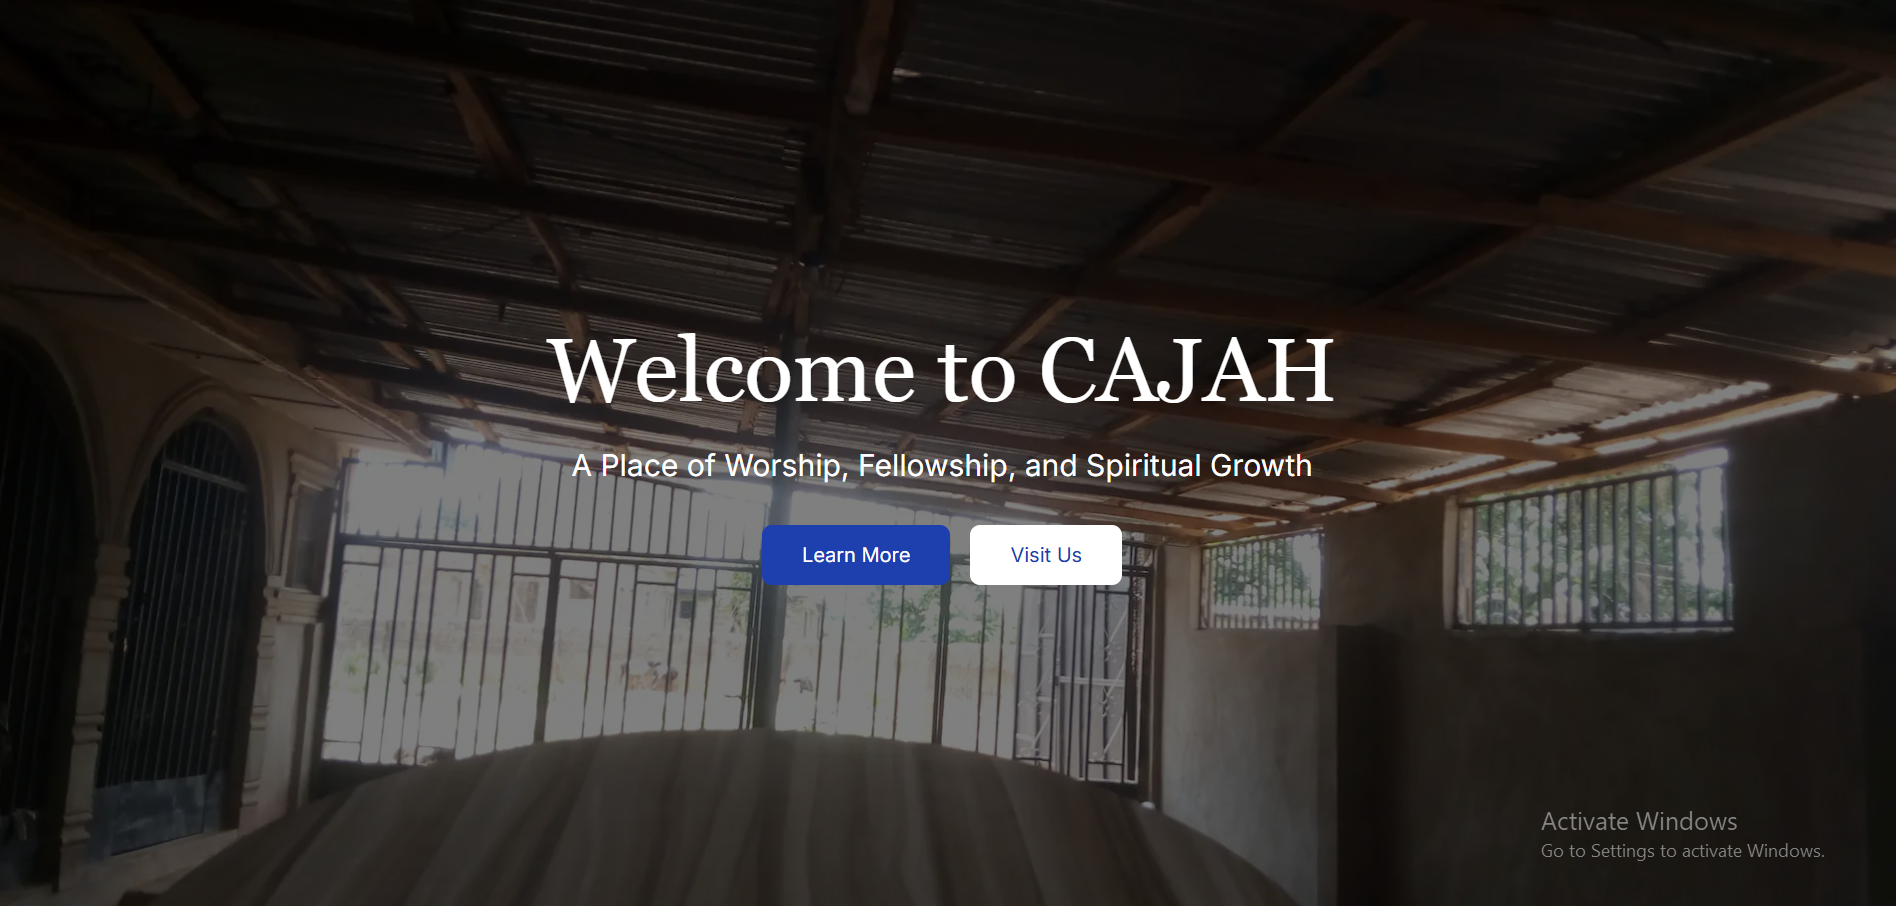 Welcome to CAJAH
A Place of Worship, Fellowship, and Spiritual Growth
Learn More
Visit Us
Activate Windows
Go to Settings to activate Windows.